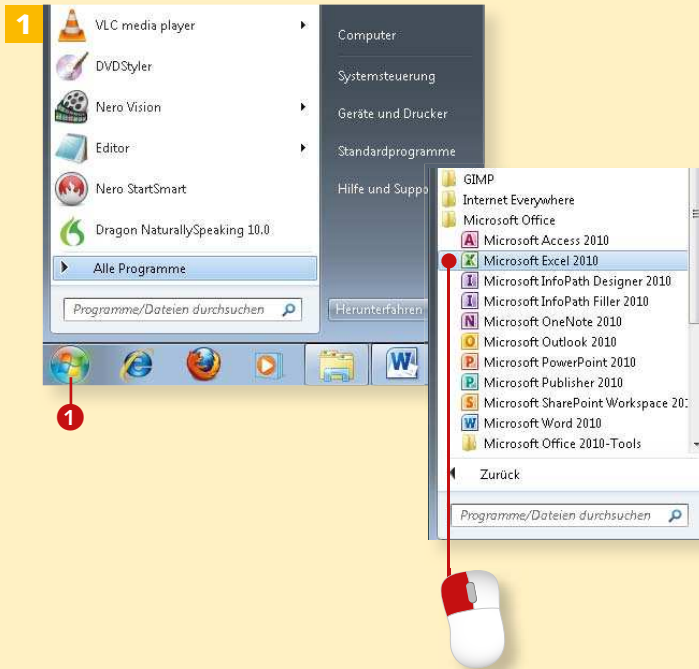 1
VLC media player
DVDStyler
Nero Vision
Editor
Nero StartSmart
Dragon NaturallySpeaking 10.0
Alle Programme
Programme/Dateien durchsuchen
Computer
Systemsteuerung
Geräte und Drucker
Standardprogramme
Hilfe und Suppo
Herunterfahren
W
1
GIMP
Internet Everywhere
Microsoft Office
A Microsoft Access 2010
X Microsoft Excel 2010
I Microsoft InfoPath Designer 2010
I Microsoft InfoPath Filler 2010
N Microsoft OneNote 2010
O Microsoft Outlook 2010
P Microsoft PowerPoint 2010
P Microsoft Publisher 2010
S Microsoft SharePoint Workspace 201
W Microsoft Word 2010
Microsoft Office 2010-Tools
Zurück
Programme/Dateien durchsuchen